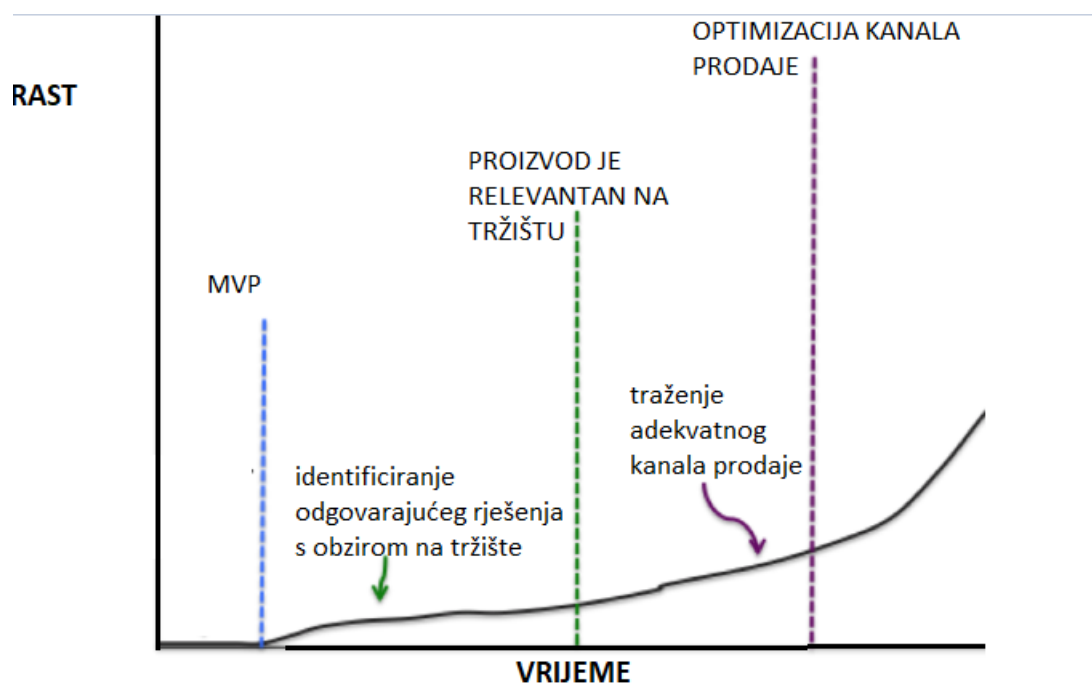 OPTIMIZACIJA KANALA
PRODAJE
RAST
PROIZVOD JE
RELEVANTAN NA
TRŽIŠTU
MVP
traženje
adekvatnog
kanala prodaje
identificiranje
odgovarajućeg rješenja
s obzirom na tržište
VRIJEME